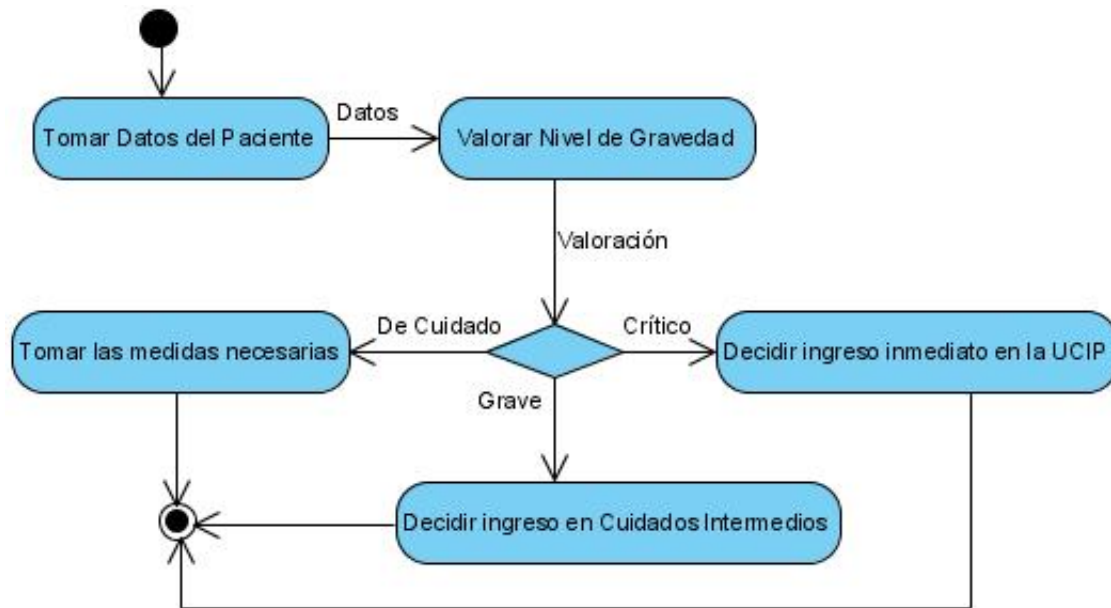 Tomar Datos del Paciente
Datos
Valorar Nivel de Gravedad
Valoración
De Cuidado
Crítico
Tomar las medidas necesarias
Decidir ingreso inmediato en la UCIP
Grave
Decidir ingreso en Cuidados Intermedios